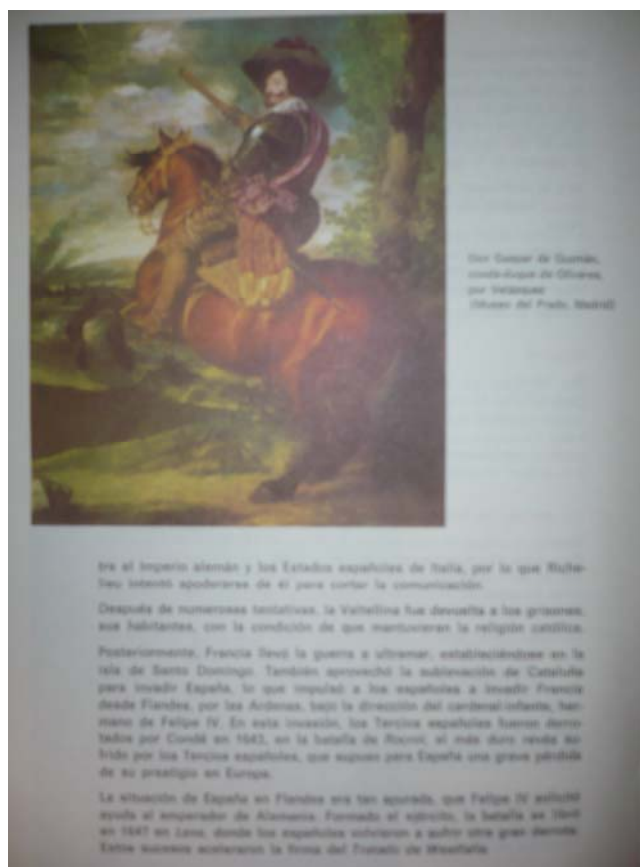 Don Gaspar de Guzmán,
conde-duque de Olivares,
por Velázquez
(Museo del Prado, Madrid)
tre el Imperio alemán y los Estados españoles de Italia, por lo que Riche-
lieu intentó apoderarse de él para cortar la comunicación.
Después de numerosas tentativas, la Valtellina fue devuelta a los grisones,
sus habitantes, con la condición de que mantuvieran la religión católica.
Posteriormente, Francia llevó la guerra a ultramar, estableciéndose en la
isla de Santo Domingo. También aprovechó la sublevación de Cataluña
para invadir España, lo que impulsó a los españoles a invadir Francia
desde Flandes, por las Ardenas, bajo la dirección del cardenal-infante, her-
mano de Felipe IV. En esta invasión, los Tercios españoles fueron derro-
tados por Condé en 1643, en la batalla de Rocroi, el más duro revés su-
frido por los Tercios españoles, que supuso para España una grave pérdida
de su prestigio en Europa.
La situación de España en Flandes era tan apurada, que Felipe IV solicitó
ayuda al emperador de Alemania. Formado el ejército, la batalla se libró
en 1647 en Lens, donde los españoles volvieron a sufrir otra gran derrota.
Estos sucesos aceleraron la firma del Tratado de Westfalia.